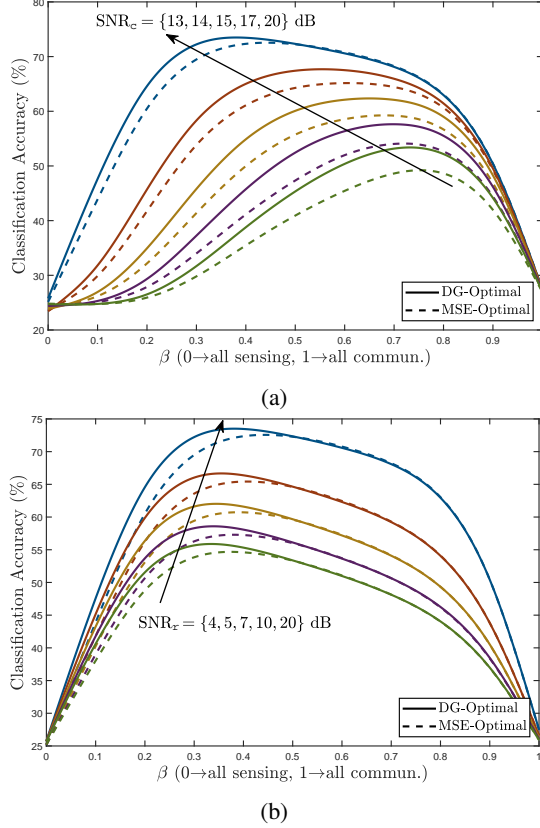 80
SNR_c = {13, 14, 15, 17, 20} dB
70
60
50
40
30
20
Classification Accuracy (%)
DG-Optimal
MSE-Optimal
0 0.1 0.2 0.3 0.4 0.5 0.6 0.7 0.8 0.9 1
β (0→all sensing, 1→all commun.)
(a)
75
70
65
60
55
50
45
40
35
30
25
Classification Accuracy (%)
SNR_r = {4, 5, 7, 10, 20} dB
DG-Optimal
MSE-Optimal
0 0.1 0.2 0.3 0.4 0.5 0.6 0.7 0.8 0.9 1
β (0→all sensing, 1→all commun.)
(b)